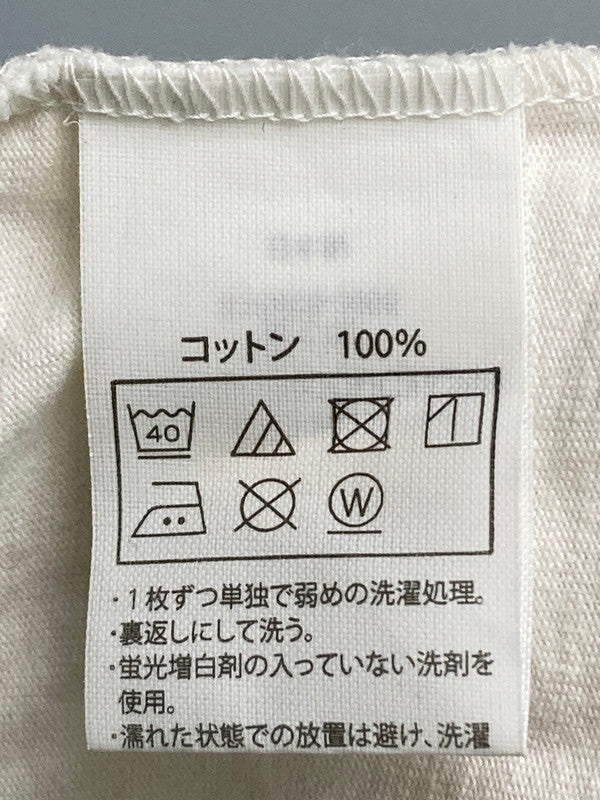 コットン 100%
40
W
・1枚ずつ単独で弱めの洗濯処理。
・裏返しにして洗う。
・蛍光増白剤の入っていない洗剤を
使用。
・濡れた状態での放置は避け、洗濯